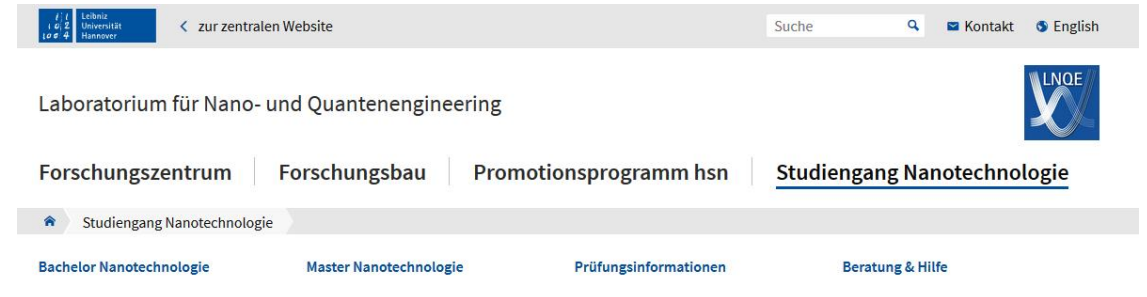 Leibniz
Universität
Hannover
zur zentralen Website
Suche
Kontakt
English
Laboratorium für Nano- und Quantenengineering
LNQE
Forschungszentrum
Forschungsbau
Promotionsprogramm hsn
Studiengang Nanotechnologie
Studiengang Nanotechnologie
Bachelor Nanotechnologie
Master Nanotechnologie
Prüfungsinformationen
Beratung & Hilfe